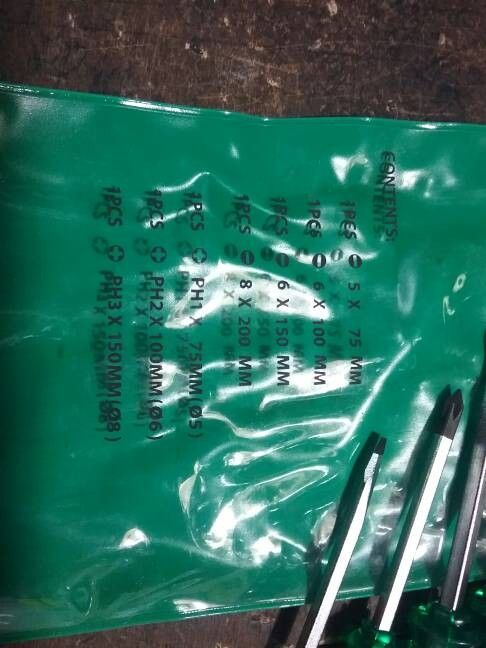 CONTENTS:
1PCS ⊖ 5 X 75 MM
1PCS ⊖ 6 X 100 MM
1PCS ⊖ 6 X 150 MM
1PCS ⊖ 8 X 200 MM
1PCS ⊕ PH1 X 75MM(Ø5)
1PCS ⊕ PH2 X 100MM(Ø6)
1PCS ⊕ PH3 X 150MM(Ø8)